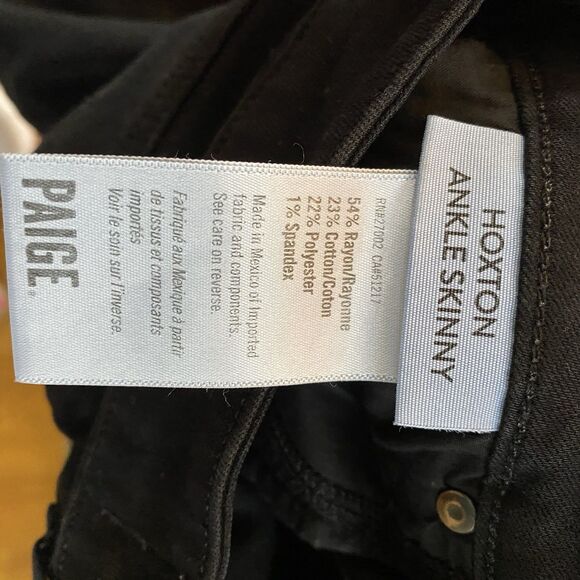 HOXTON
ANKLE SKINNY
RN#27002 CA#51217
54% Rayon/Rayonne
23% Cotton/Coton
22% Polyester
1% Spandex
Made in Mexico of Imported
fabric and components.
See care on reverse.
Fabriqué aux Mexique à partir
de tissus et composants
importés
Voir le soin sur l'inverse.
PAIGE®